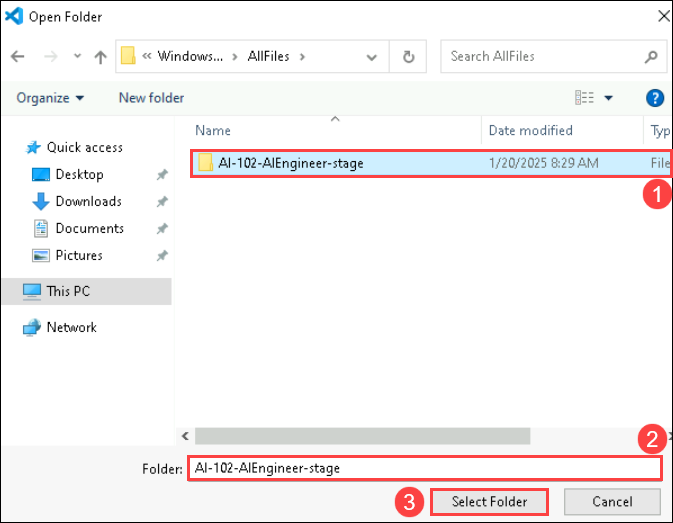 Open Folder
« Windows... > AllFiles >
Search AllFiles
Organize
New folder
?
Name
Date modified
Typ
Quick access
Desktop
Downloads
Documents
Pictures
This PC
Network
AI-102-AIEngineer-stage
1/20/2025 8:29 AM
File
1
2
Folder:
AI-102-AIEngineer-stage
3
Select Folder
Cancel